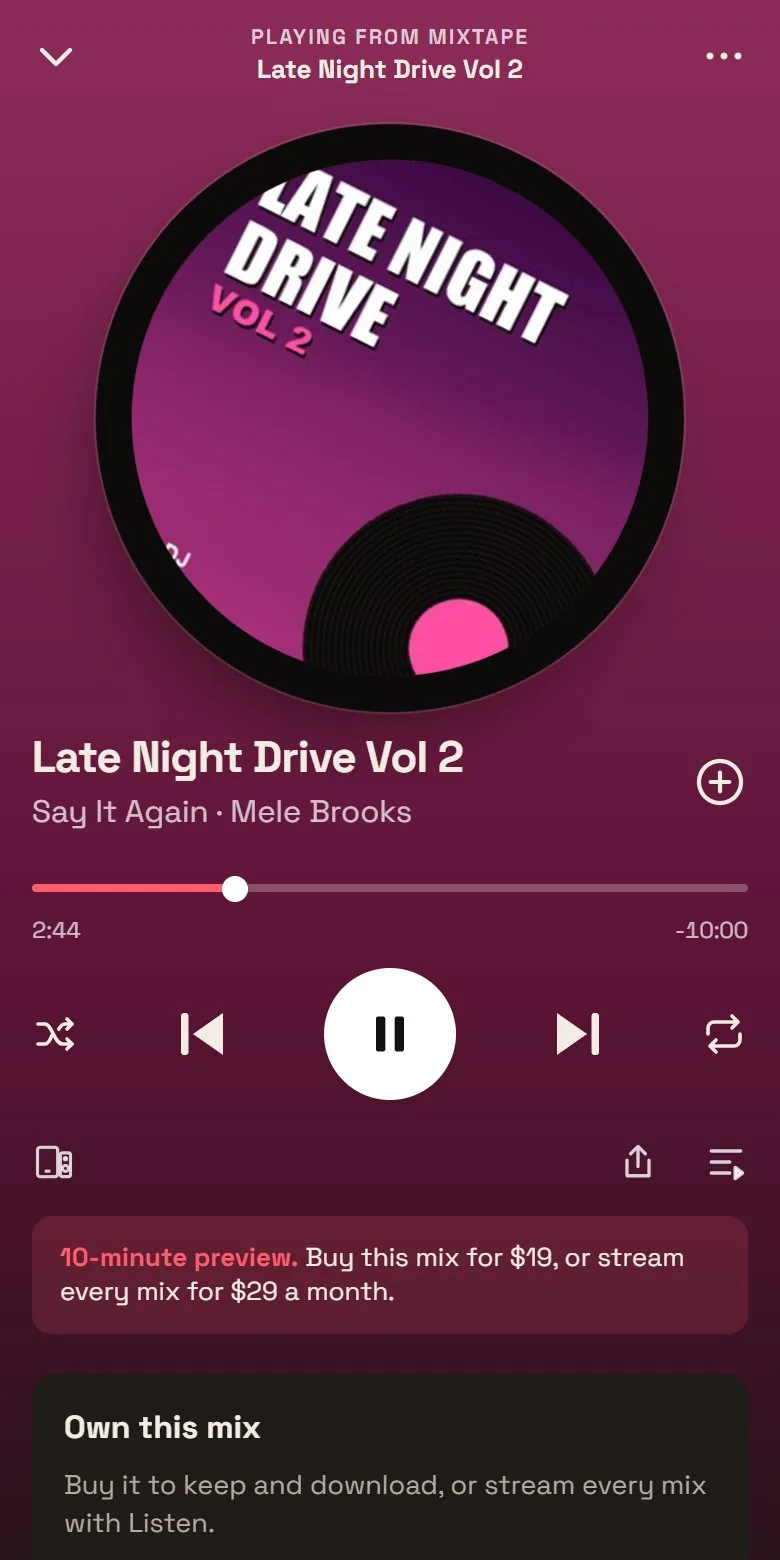 PLAYING FROM MIXTAPE
Late Night Drive Vol 2
LATE NIGHT
DRIVE
VOL 2
DJ
Late Night Drive Vol 2
Say It Again · Mele Brooks
2:44
-10:00
10-minute preview. Buy this mix for $19, or stream
every mix for $29 a month.
Own this mix
Buy it to keep and download, or stream every mix
with Listen.